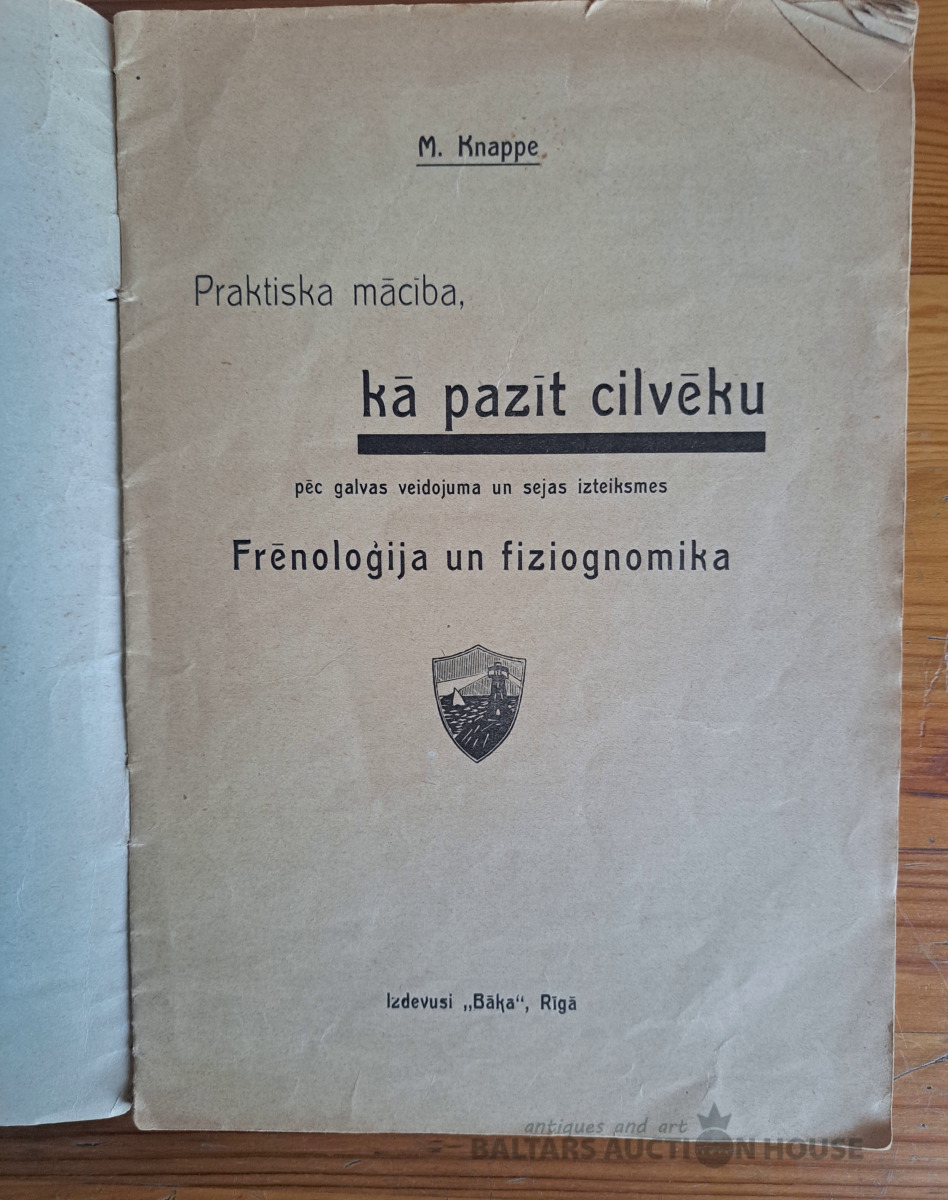 M. Knappe
Praktiska mācība,
kā pazīt cilvēku
pēc galvas veidojuma un sejas izteiksmes
Frēnoloģija un fiziognomika
Izdevusi „Bāķa“, Rīgā
antiques and art
BALTARS AUCTION HOUSE